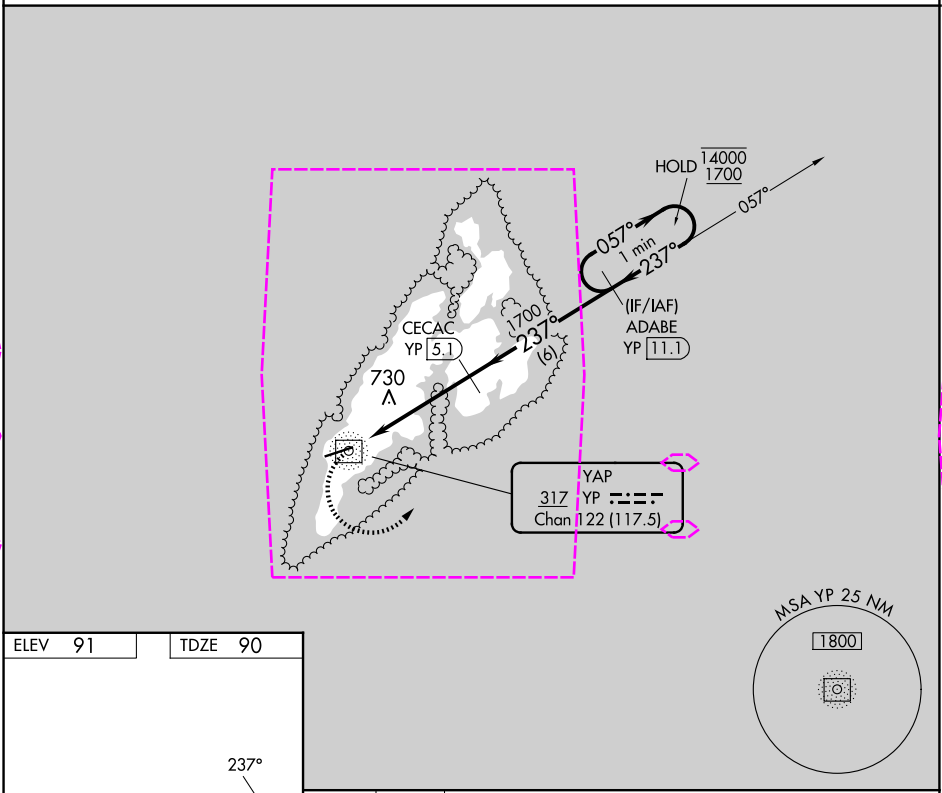 HOLD 14000
1700
057°
057°
1 min
237°
(IF/IAF)
ADABE
YP 11.1
1700
237°
(6)
CECAC
YP 5.1
730
YAP
317 YP
Chan 122 (117.5)
MSA YP 25 NM
1800
ELEV 91
TDZE 90
237°